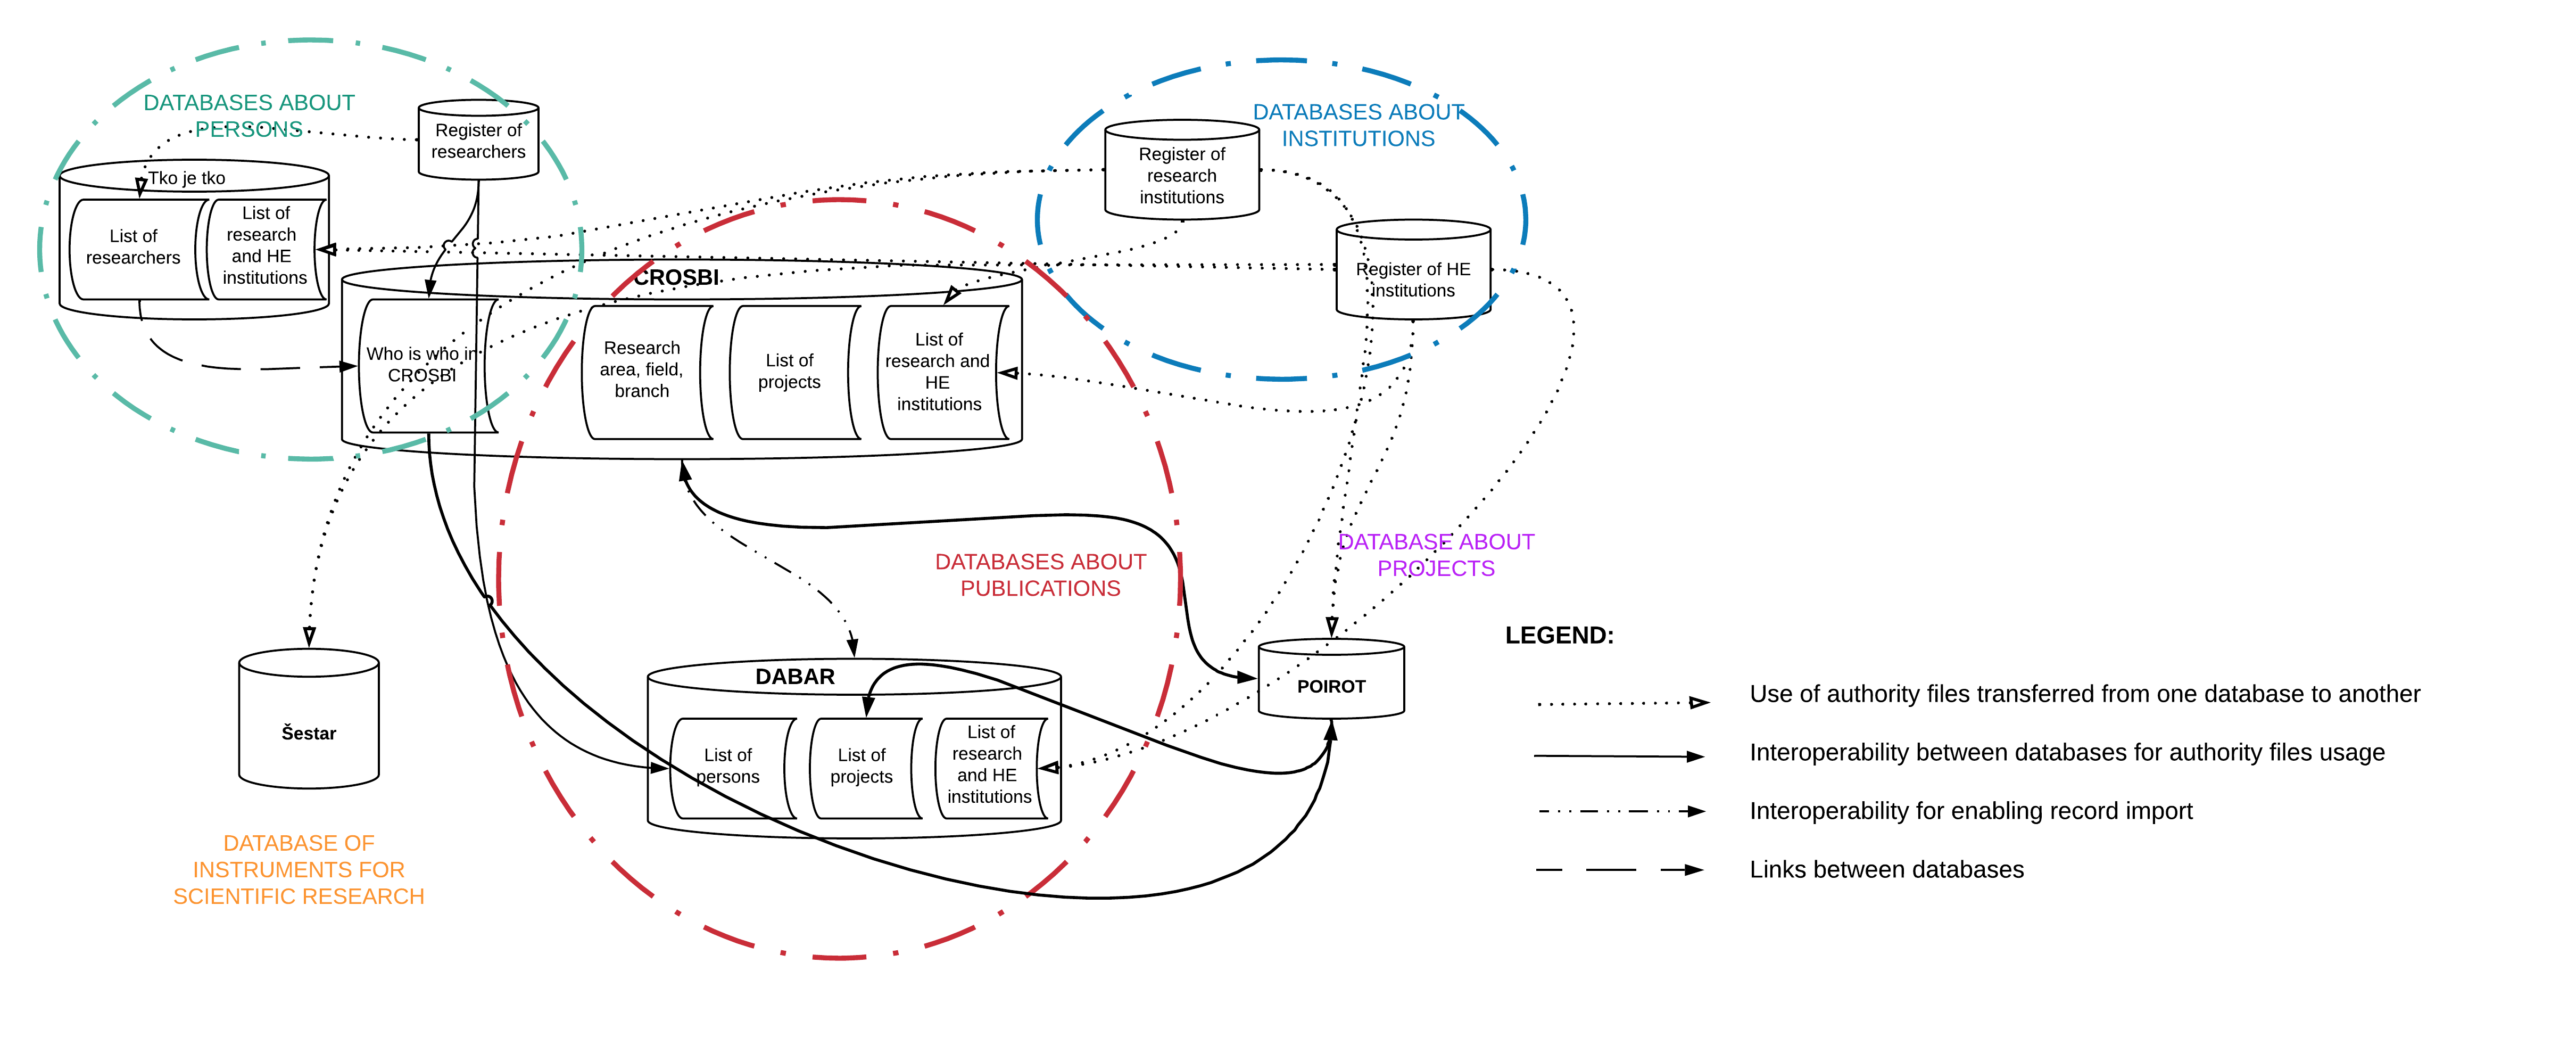 DATABASES ABOUT
PERSONS
Register of
researchers
Tko je tko
List of
researchers
List of
research
and HE
institutions
DATABASES ABOUT
INSTITUTIONS
Register of
research
institutions
Register of HE
institutions
CROSBI
Who is who in
CROSBI
Research
area, field,
branch
List of
projects
List of
research and
HE
institutions
DATABASES ABOUT
PUBLICATIONS
DATABASE ABOUT
PROJECTS
Šestar
DATABASE OF
INSTRUMENTS FOR
SCIENTIFIC RESEARCH
DABAR
List of
persons
List of
projects
List of
research
and HE
institutions
POIROT
LEGEND:
Use of authority files transferred from one database to another
Interoperability between databases for authority files usage
Interoperability for enabling record import
Links between databases